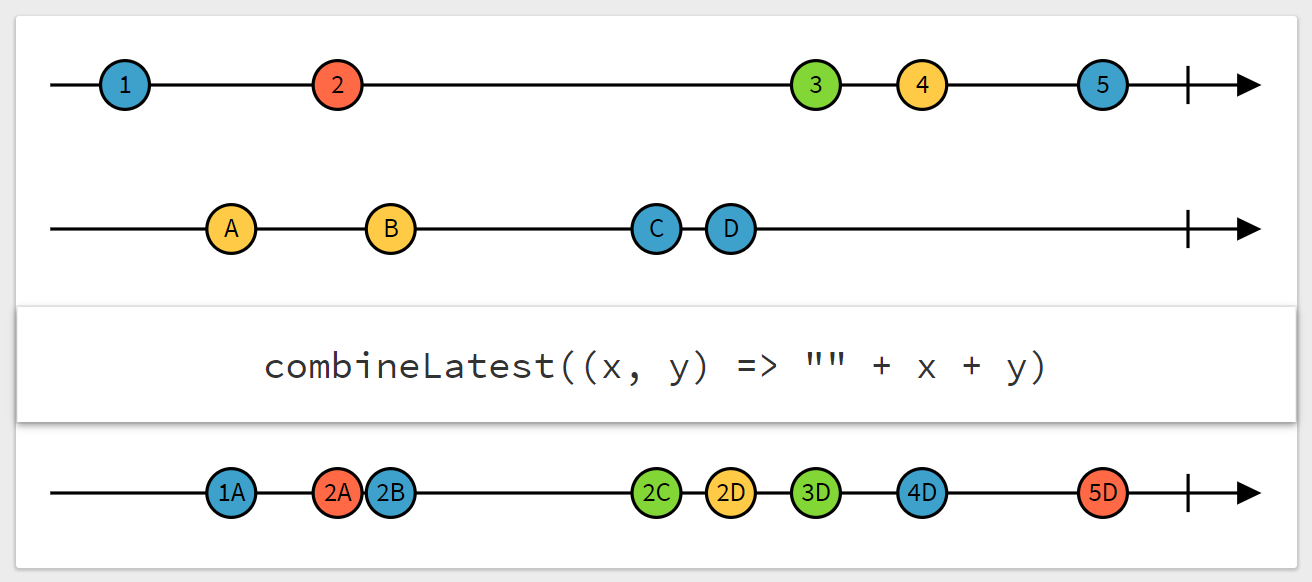 1 2 3 4 5
A B C D
combineLatest((x, y) => "" + x + y)
1A 2A 2B 2C 2D 3D 4D 5D